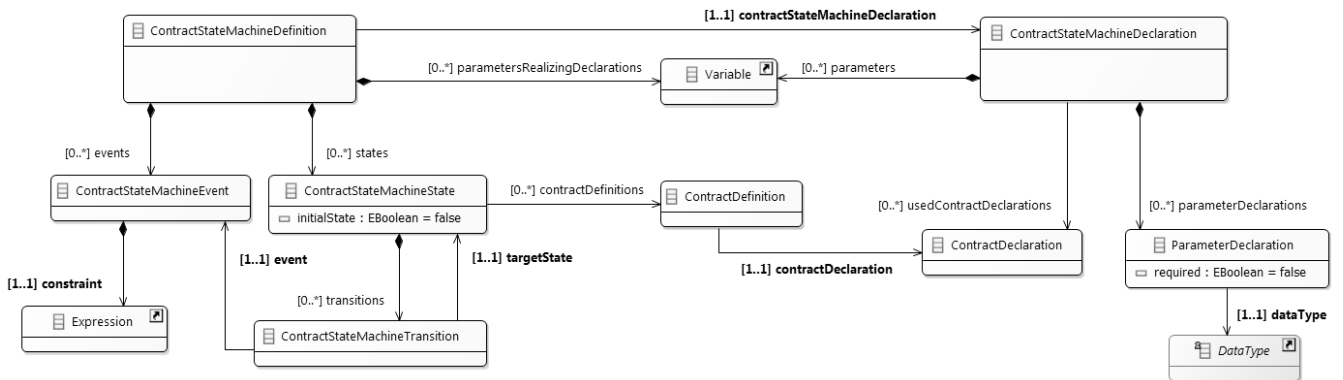 [1..1] contractStateMachineDeclaration
ContractStateMachineDefinition
ContractStateMachineDeclaration
[0..*] parametersRealizingDeclarations
Variable
[0..*] parameters
[0..*] events
[0..*] states
ContractStateMachineEvent
ContractStateMachineState
initialState : EBoolean = false
[0..*] contractDefinitions
ContractDefinition
[0..*] usedContractDeclarations
[0..*] parameterDeclarations
ContractDeclaration
ParameterDeclaration
required : EBoolean = false
[1..1] event
[1..1] targetState
[1..1] contractDeclaration
[1..1] constraint
[0..*] transitions
Expression
ContractStateMachineTransition
[1..1] dataType
a
DataType